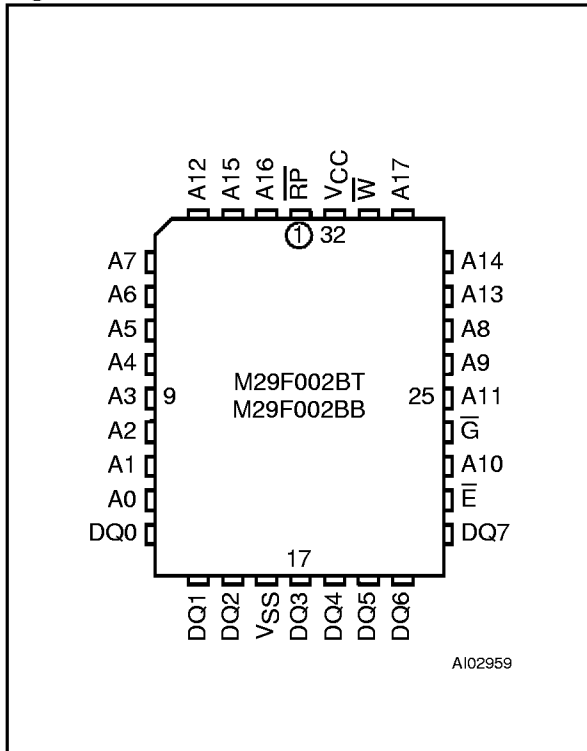 A12 A15 A16 R̅P̅ VCC W̅ A17
1 32
A7 A14
A6 A13
A5 A8
A4 A9
M29F002BT
A3 9 25 A11
M29F002BB
A2 G̅
A1 A10
A0 E̅
DQ0 DQ7
17
DQ1 DQ2 VSS DQ3 DQ4 DQ5 DQ6
AI02959